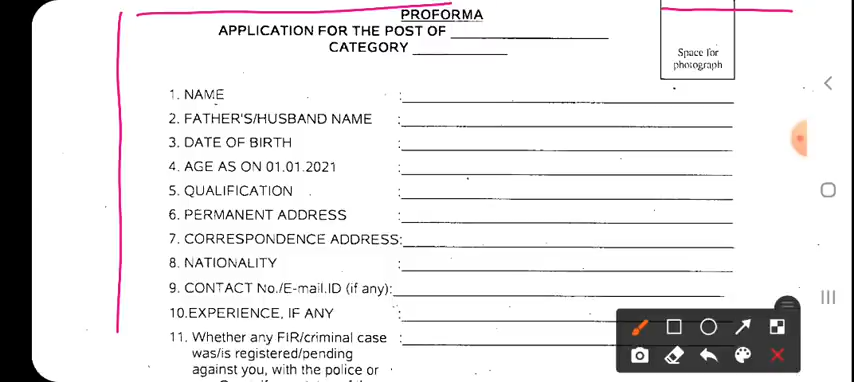 PROFORMA
APPLICATION FOR THE POST OF
CATEGORY
Space for
photograph
1. NAME :
2. FATHER'S/HUSBAND NAME :
3. DATE OF BIRTH :
4. AGE AS ON 01.01.2021 :
5. QUALIFICATION :
6. PERMANENT ADDRESS :
7. CORRESPONDENCE ADDRESS:
8. NATIONALITY :
9. CONTACT No./E-mail.ID (if any):
10.EXPERIENCE, IF ANY :
11. Whether any FIR/criminal case :
was/is registered/pending
against you, with the police or